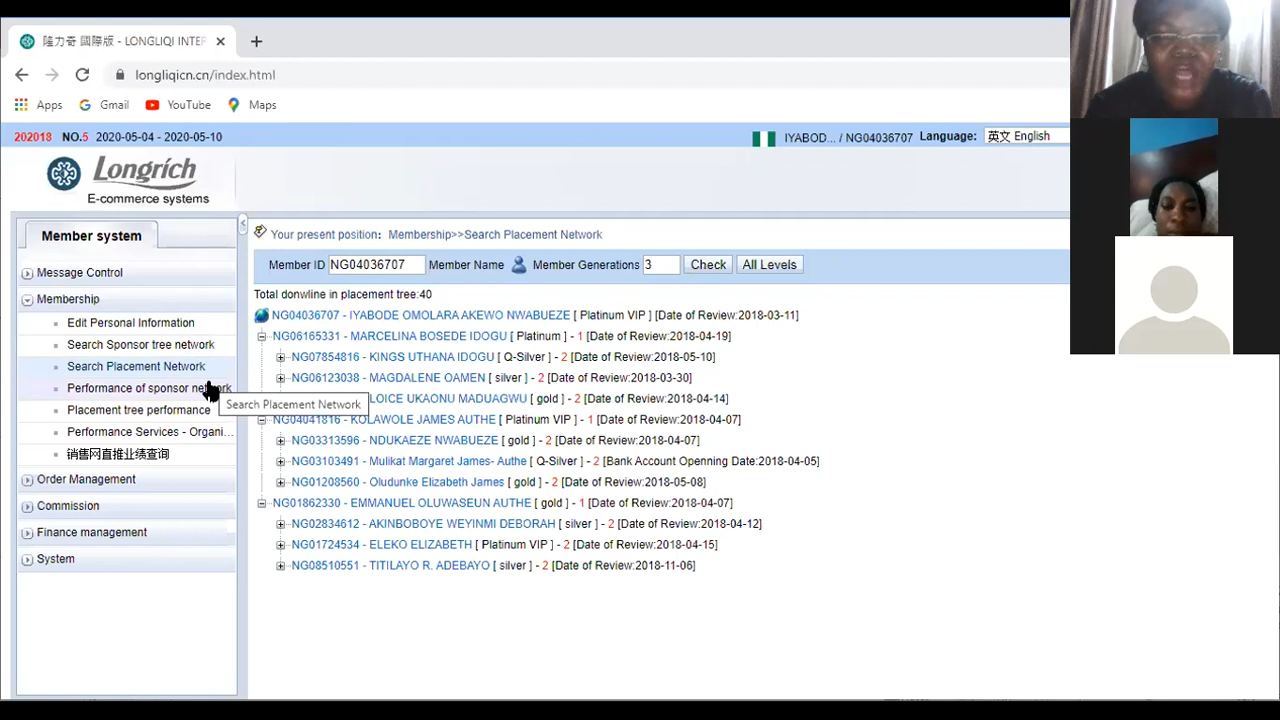 隆力奇 國際版 - LONGLIQI INTER
longliqicn.cn/index.html
Apps Gmail YouTube Maps
202018 NO.5 2020-05-04 - 2020-05-10
IYABOD... / NG04036707 Language: 英文 English
Longrích
E-commerce systems
Member system
Message Control
Membership
Edit Personal Information
Search Sponsor tree network
Search Placement Network
Performance of sponsor network
Placement tree performance
Performance Services - Organi...
销售网直推业绩查询
Order Management
Commission
Finance management
System
Search Placement Network
Your present position: Membership>>Search Placement Network
Member ID NG04036707 Member Name Member Generations 3 Check All Levels
Total donwline in placement tree:40
NG04036707 - IYABODE OMOLARA AKEWO NWABUEZE [ Platinum VIP ] [Date of Review:2018-03-11]
NG06165331 - MARCELINA BOSEDE IDOGU [ Platinum ] - 1 [Date of Review:2018-04-19]
NG07854816 - KINGS UTHANA IDOGU [ Q-Silver ] - 2 [Date of Review:2018-05-10]
NG06123038 - MAGDALENE OAMEN [ silver ] - 2 [Date of Review:2018-03-30]
LOICE UKAONU MADUAGWU [ gold ] - 2 [Date of Review:2018-04-14]
NG04041816 - KOLAWOLE JAMES AUTHE [ Platinum VIP ] - 1 [Date of Review:2018-04-07]
NG03313596 - NDUKAEZE NWABUEZE [ gold ] - 2 [Date of Review:2018-04-07]
NG03103491 - Mulikat Margaret James- Authe [ Q-Silver ] - 2 [Bank Account Openning Date:2018-04-05]
NG01208560 - Oludunke Elizabeth James [ gold ] - 2 [Date of Review:2018-05-08]
NG01862330 - EMMANUEL OLUWASEUN AUTHE [ gold ] - 1 [Date of Review:2018-04-07]
NG02834612 - AKINBOBOYE WEYINMI DEBORAH [ silver ] - 2 [Date of Review:2018-04-12]
NG01724534 - ELEKO ELIZABETH [ Platinum VIP ] - 2 [Date of Review:2018-04-15]
NG08510551 - TITILAYO R. ADEBAYO [ silver ] - 2 [Date of Review:2018-11-06]